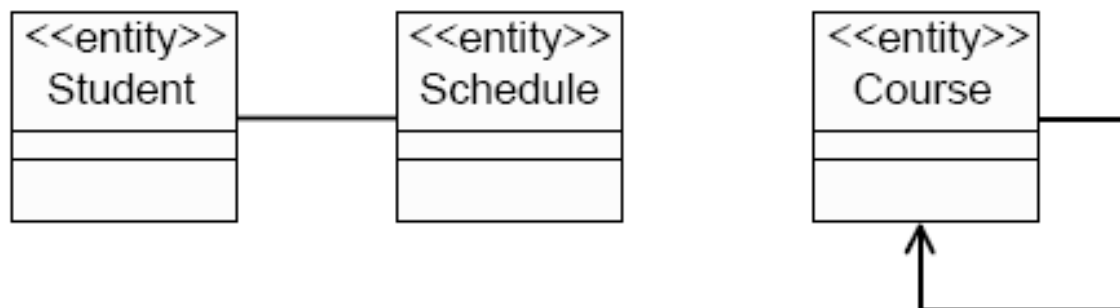 <<entity>>
Student
<<entity>>
Schedule
<<entity>>
Course